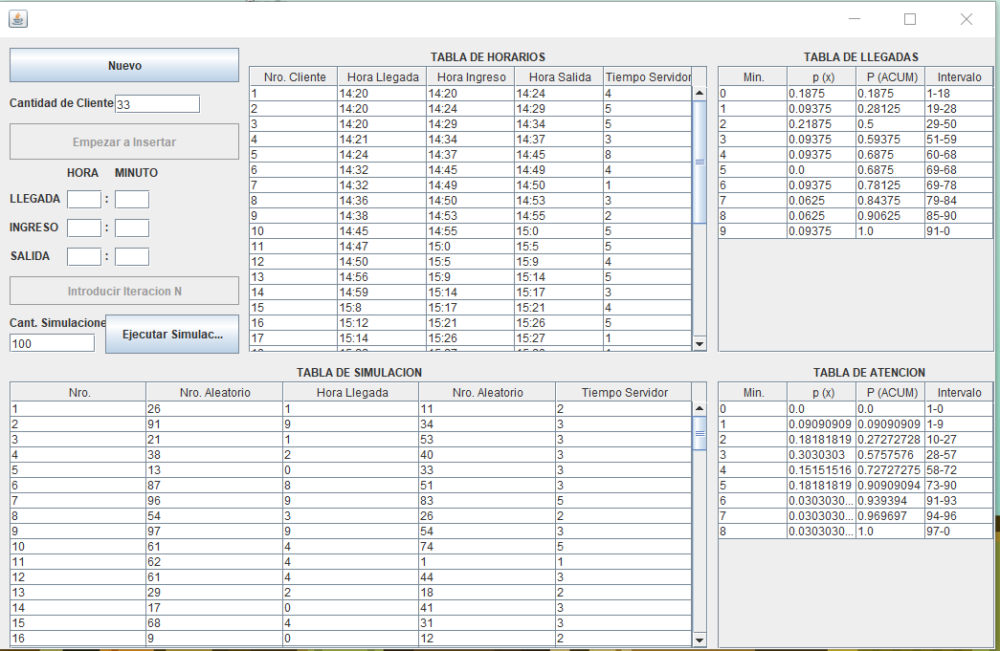 Nuevo
Cantidad de Cliente 33
Empezar a Insertar
HORA MINUTO
LLEGADA :
INGRESO :
SALIDA :
Introducir Iteracion N
Cant. Simulacione
100
Ejecutar Simulac...
TABLA DE HORARIOS
Nro. Cliente Hora Llegada Hora Ingreso Hora Salida Tiempo Servidor
1 14:20 14:20 14:24 4
2 14:20 14:24 14:29 5
3 14:20 14:29 14:34 5
4 14:21 14:34 14:37 3
5 14:24 14:37 14:45 8
6 14:32 14:45 14:49 4
7 14:32 14:49 14:50 1
8 14:36 14:50 14:53 3
9 14:38 14:53 14:55 2
10 14:45 14:55 15:0 5
11 14:47 15:0 15:5 5
12 14:50 15:5 15:9 4
13 14:56 15:9 15:14 5
14 14:59 15:14 15:17 3
15 15:8 15:17 15:21 4
16 15:12 15:21 15:26 5
17 15:14 15:26 15:27 1
TABLA DE LLEGADAS
Min. p (x) P (ACUM) Intervalo
0 0.1875 0.1875 1-18
1 0.09375 0.28125 19-28
2 0.21875 0.5 29-50
3 0.09375 0.59375 51-59
4 0.09375 0.6875 60-68
5 0.0 0.6875 69-68
6 0.09375 0.78125 69-78
7 0.0625 0.84375 79-84
8 0.0625 0.90625 85-90
9 0.09375 1.0 91-0
TABLA DE SIMULACION
Nro. Nro. Aleatorio Hora Llegada Nro. Aleatorio Tiempo Servidor
1 26 1 11 2
2 91 9 34 3
3 21 1 53 3
4 38 2 40 3
5 13 0 33 3
6 87 8 51 3
7 96 9 83 5
8 54 3 26 2
9 97 9 54 3
10 61 4 74 5
11 62 4 1 1
12 61 4 44 3
13 29 2 18 2
14 17 0 41 3
15 68 4 31 3
16 9 0 12 2
TABLA DE ATENCION
Min. p (x) P (ACUM) Intervalo
0 0.0 0.0 1-0
1 0.09090909 0.09090909 1-9
2 0.18181819 0.27272728 10-27
3 0.3030303 0.5757576 28-57
4 0.15151516 0.72727275 58-72
5 0.18181819 0.90909094 73-90
6 0.0303030... 0.939394 91-93
7 0.0303030... 0.969697 94-96
8 0.0303030... 1.0 97-0